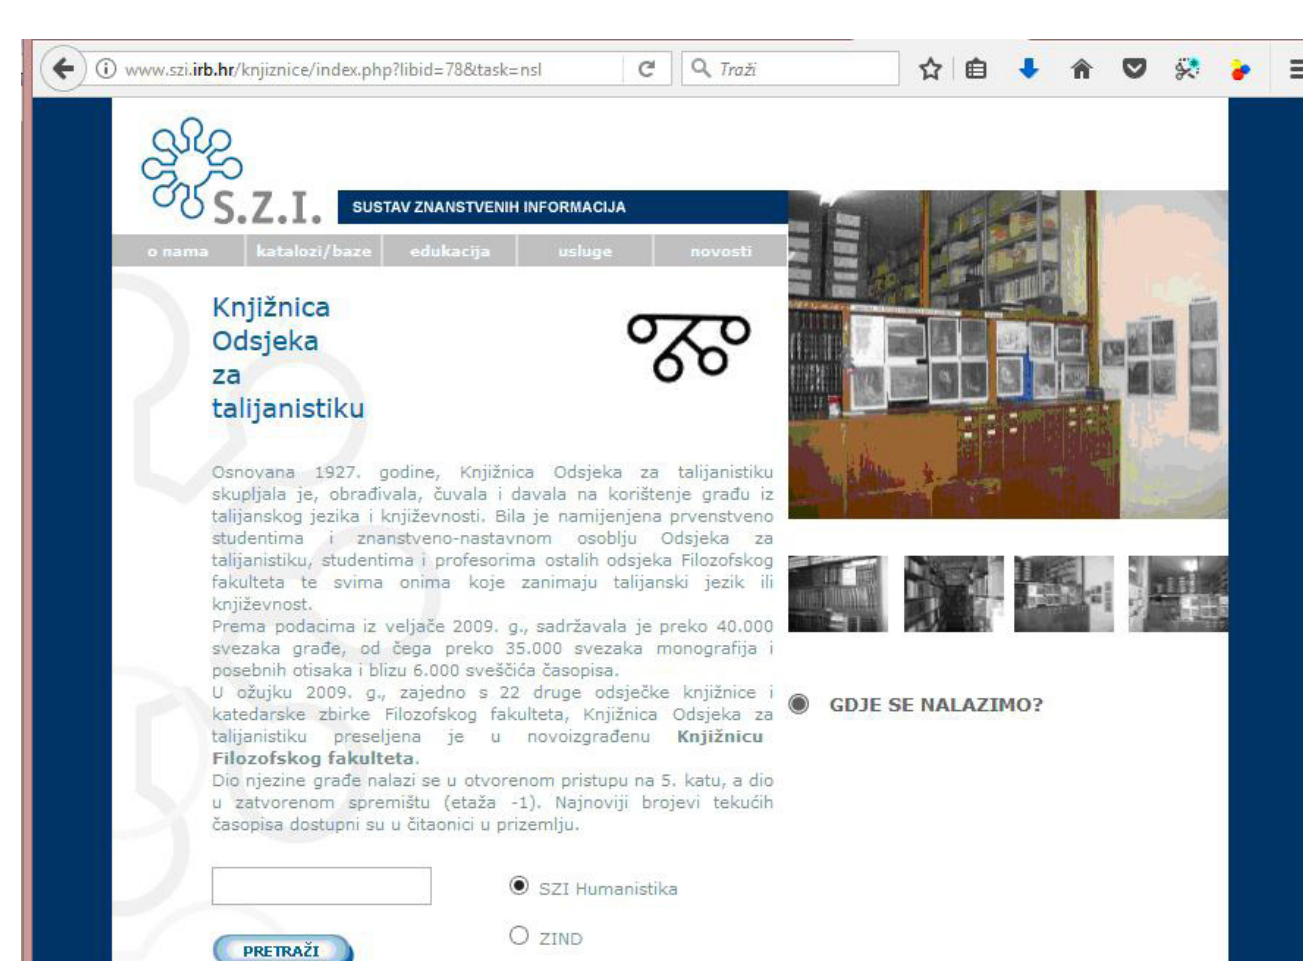 www.szi.irb.hr/knjiznice/index.php?libid=78&task=nsl
Traži
S.Z.I.
SUSTAV ZNANSTVENIH INFORMACIJA
o nama
katalozi/baze
edukacija
usluge
novosti
Knjižnica
Odsjeka
za
talijanistiku
Osnovana 1927. godine, Knjižnica Odsjeka za talijanistiku
skupljala je, obrađivala, čuvala i davala na korištenje građu iz
talijanskog jezika i književnosti. Bila je namijenjena prvenstveno
studentima i znanstveno-nastavnom osoblju Odsjeka za
talijanistiku, studentima i profesorima ostalih odsjeka Filozofskog
fakulteta te svima onima koje zanimaju talijanski jezik ili
književnost.
Prema podacima iz veljače 2009. g., sadržavala je preko 40.000
svezaka građe, od čega preko 35.000 svezaka monografija i
posebnih otisaka i blizu 6.000 sveščića časopisa.
U ožujku 2009. g., zajedno s 22 druge odsječke knjižnice i
katedarske zbirke Filozofskog fakulteta, Knjižnica Odsjeka za
talijanistiku preseljena je u novoizgrađenu Knjižnicu
Filozofskog fakulteta.
Dio njezine građe nalazi se u otvorenom pristupu na 5. katu, a dio
u zatvorenom spremištu (etaža -1). Najnoviji brojevi tekućih
časopisa dostupni su u čitaonici u prizemlju.
GDJE SE NALAZIMO?
SZI Humanistika
ZIND
PRETRAŽI